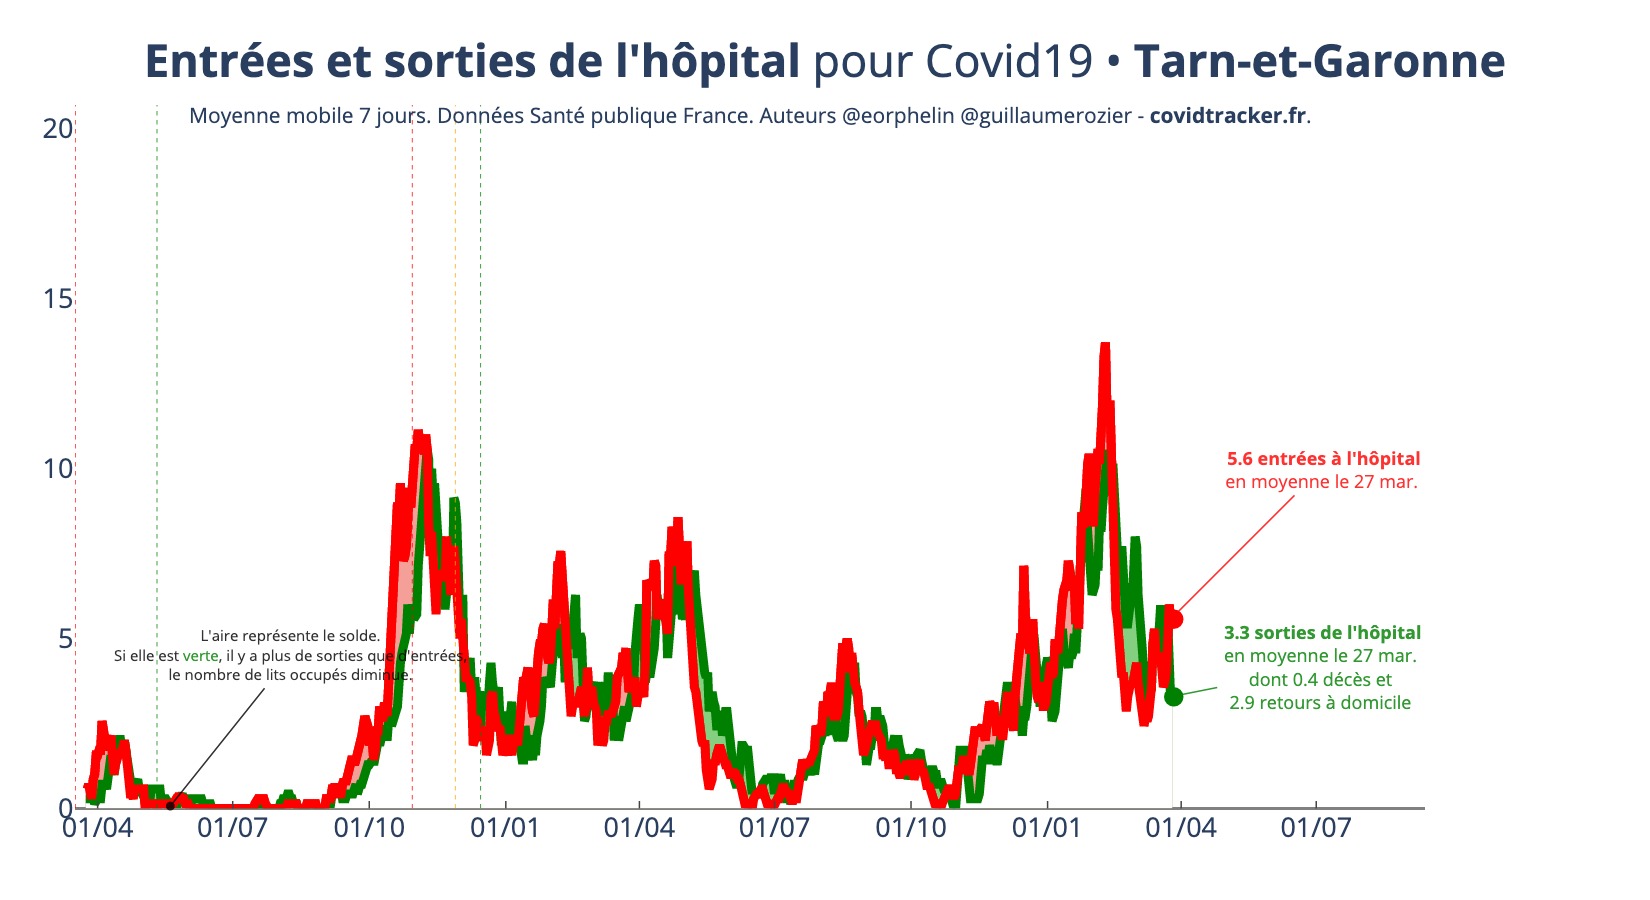 Entrées et sorties de l'hôpital pour Covid19 • Tarn-et-Garonne
Moyenne mobile 7 jours. Données Santé publique France. Auteurs @eorphelin @guillaumerozier - covidtracker.fr.
20
15
10
5
0
5.6 entrées à l'hôpital
en moyenne le 27 mar.
3.3 sorties de l'hôpital
en moyenne le 27 mar.
dont 0.4 décès et
2.9 retours à domicile
L'aire représente le solde.
Si elle est verte, il y a plus de sorties que d'entrées,
le nombre de lits occupés diminue.
01/04 01/07 01/10 01/01 01/04 01/07 01/10 01/01 01/04 01/07